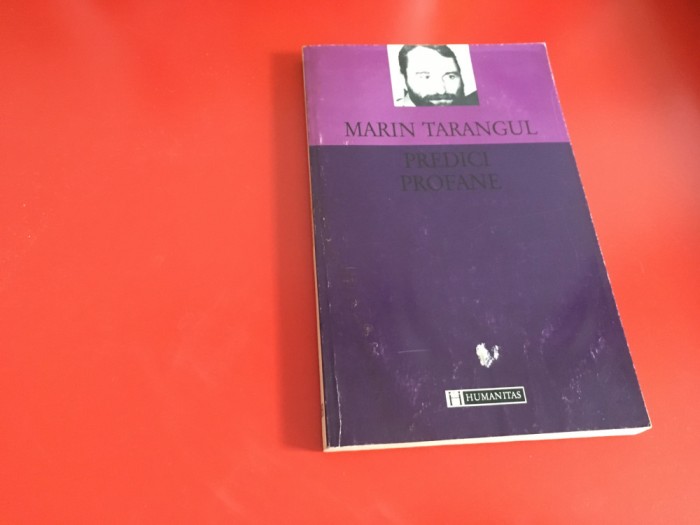 MARIN TARANGUL
PREDICI
PROFANE
H HUMANITAS